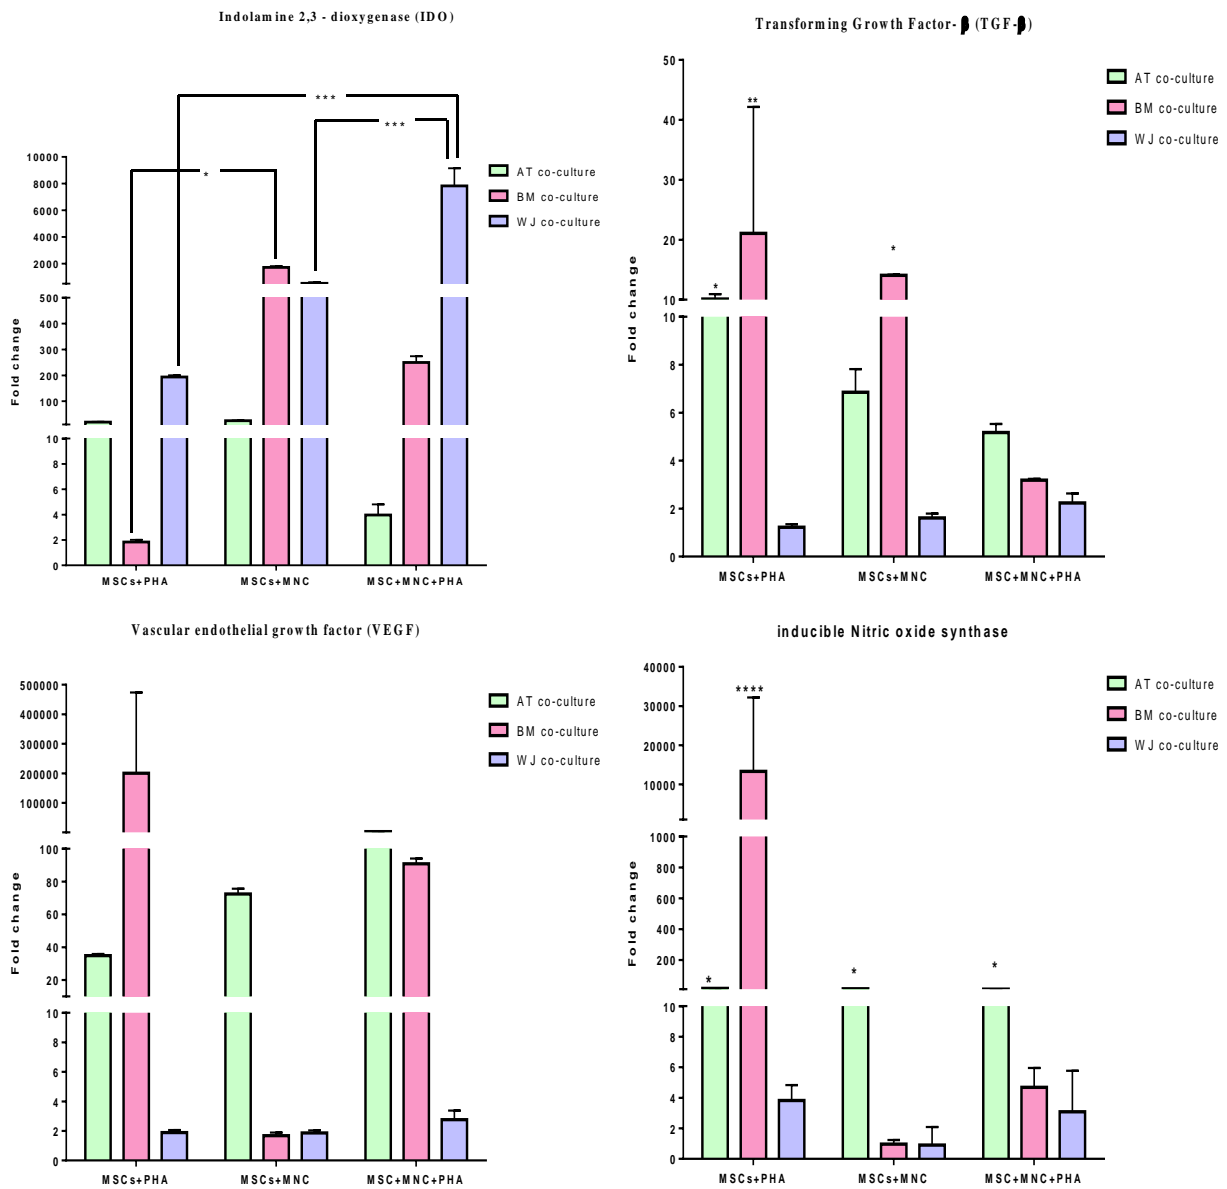 Indolamine 2,3 - dioxygenase (IDO)
***
***
*
10000
8000
6000
4000
2000
500
400
300
200
100
10
8
6
4
2
0
Fold change
AT co-culture
BM co-culture
WJ co-culture
MSCs+PHA
MSCs+MNC
MSC+MNC+PHA
Transforming Growth Factor- β (TGF-β)
50
40
30
20
10
10
8
6
4
2
0
Fold change
*
**
*
AT co-culture
BM co-culture
WJ co-culture
MSCs+PHA
MSCs+MNC
MSC+MNC+PHA
Vascular endothelial growth factor (VEGF)
500000
400000
300000
200000
100000
100
80
60
40
20
10
8
6
4
2
0
Fold change
AT co-culture
BM co-culture
WJ co-culture
MSCs+PHA
MSCs+MNC
MSC+MNC+PHA
inducible Nitric oxide synthase
40000
30000
20000
10000
1000
800
600
400
200
10
8
6
4
2
0
Fold change
*
****
*
*
AT co-culture
BM co-culture
WJ co-culture
MSCs+PHA
MSCs+MNC
MSC+MNC+PHA